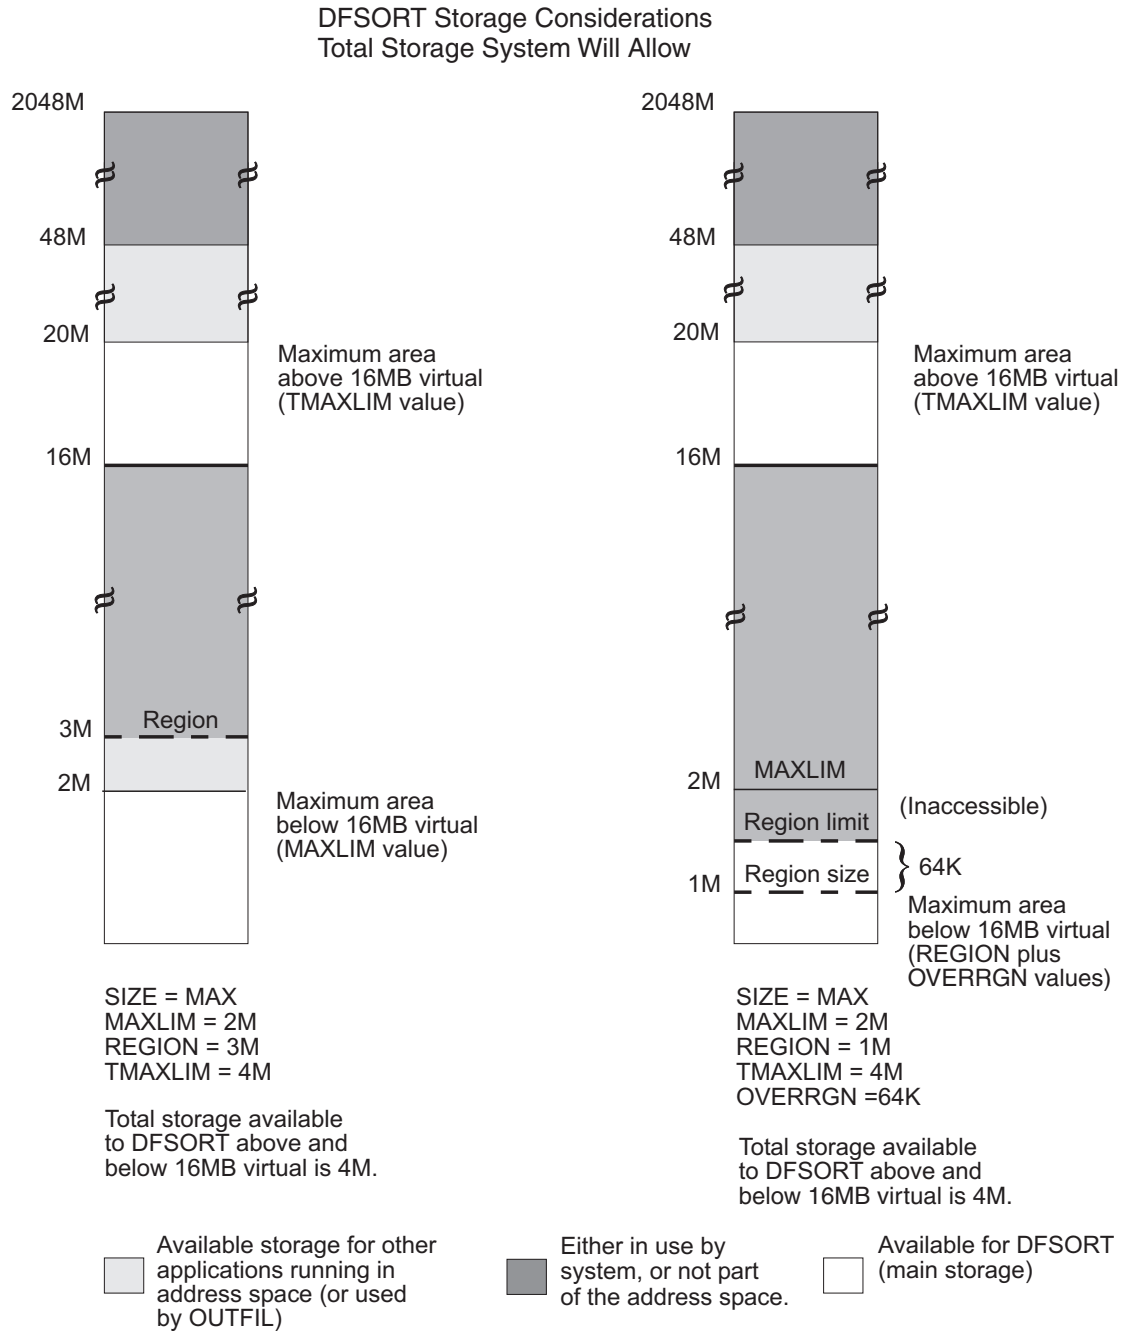 DFSORT Storage Considerations
Total Storage System Will Allow
2048M
48M
20M
Maximum area
above 16MB virtual
(TMAXLIM value)
16M
Region
3M
2M
Maximum area
below 16MB virtual
(MAXLIM value)
SIZE = MAX
MAXLIM = 2M
REGION = 3M
TMAXLIM = 4M
Total storage available
to DFSORT above and
below 16MB virtual is 4M.
2048M
48M
20M
Maximum area
above 16MB virtual
(TMAXLIM value)
16M
MAXLIM
2M
(Inaccessible)
Region limit
64K
Region size
1M
Maximum area
below 16MB virtual
(REGION plus
OVERRGN values)
SIZE = MAX
MAXLIM = 2M
REGION = 1M
TMAXLIM = 4M
OVERRGN =64K
Total storage available
to DFSORT above and
below 16MB virtual is 4M.
Available storage for other
applications running in
address space (or used
by OUTFIL)
Either in use by
system, or not part
of the address space.
Available for DFSORT
(main storage)